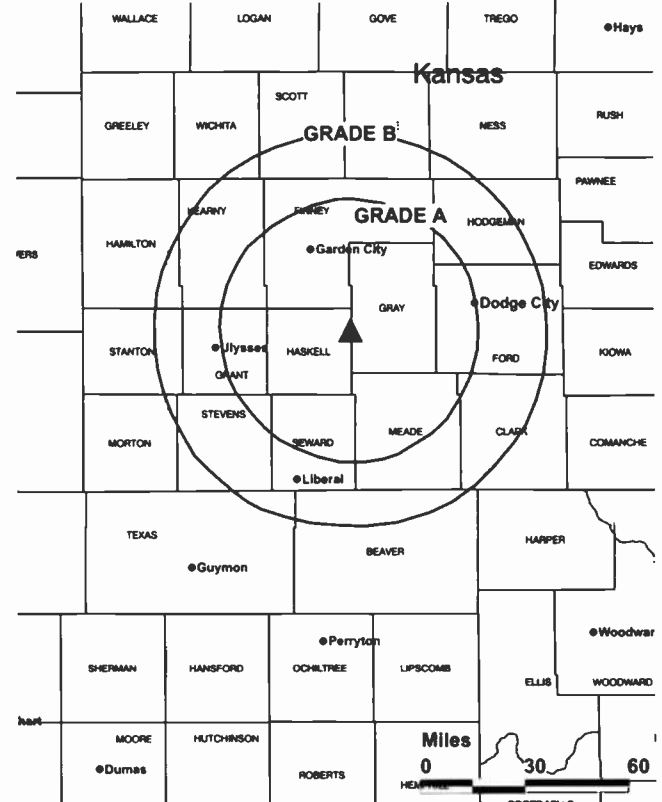 WALLACE
LOGAN
GOVE
TREGO
Hays
Kansas
SCOTT
GREELEY
WICHITA
GRADE B
NESS
RUSH
PAWNEE
KEARNY
FINNEY
GRADE A
HODGEMAN
HAMILTON
Garden City
ERS
EDWARDS
Dodge City
GRAY
STANTON
Ulysses
HASKELL
FORD
KIOWA
GRANT
STEVENS
MORTON
SEWARD
MEADE
CLARK
COMANCHE
Liberal
TEXAS
BEAVER
HARPER
Guymon
Perryton
Woodwar
SHERMAN
HANSFORD
OCHILTREE
LIPSCOMB
ELLIS
WOODWARD
hart
MOORE
HUTCHINSON
Miles
Dumas
0 30 60
ROBERTS